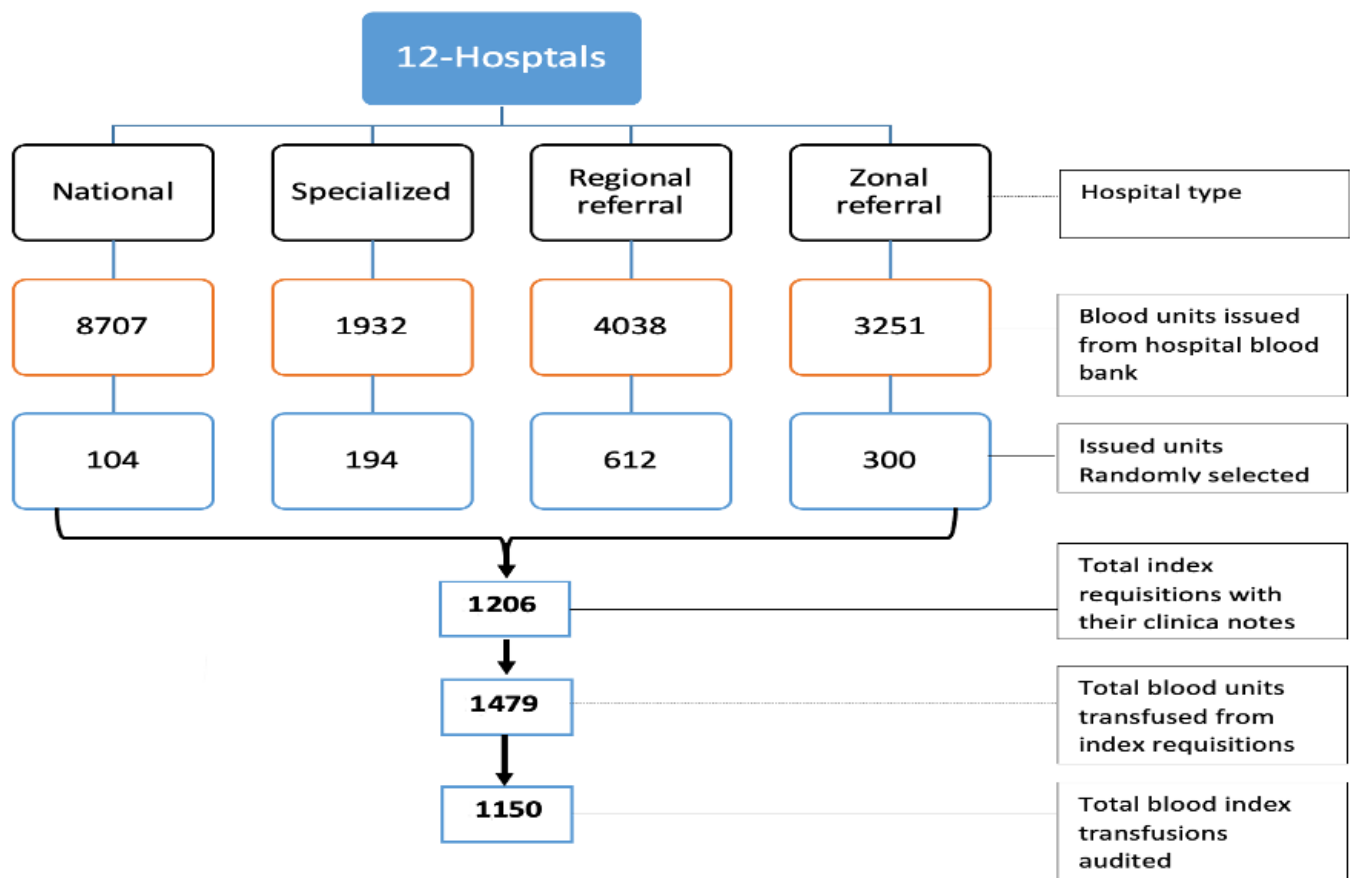 12-Hosptals
National
Specialized
Regional
referral
Zonal
referral
Hospital type
8707
1932
4038
3251
Blood units issued
from hospital blood
bank
104
194
612
300
Issued units
Randomly selected
1206
Total index
requisitions with
their clinica notes
1479
Total blood units
transfused from
index requisitions
1150
Total blood index
transfusions
audited